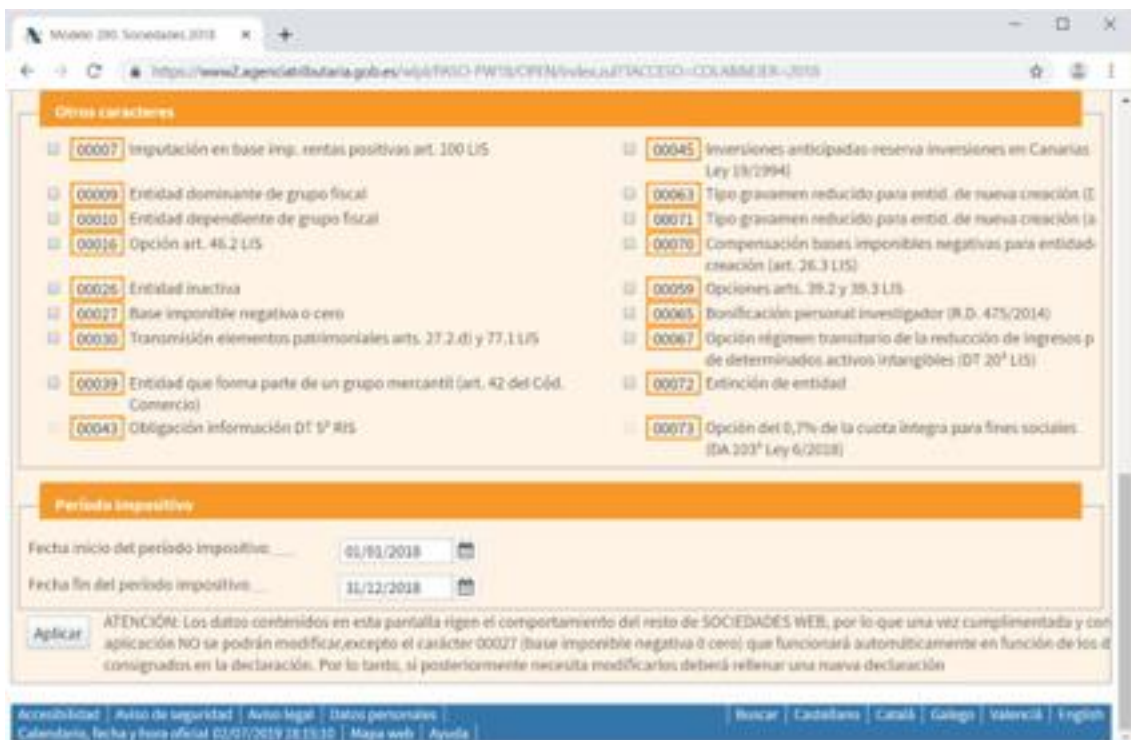 Modelo 200. Sociedades 2018
Otros caracteres
00007 Imputación en base imp. rentas positivas art. 100 LIS
00009 Entidad dominante de grupo fiscal
00010 Entidad dependiente de grupo fiscal
00016 Opción art. 46.2 LIS
00026 Entidad inactiva
00027 Base imponible negativa o cero
00030 Transmisión elementos patrimoniales arts. 27.2.d) y 77.1 LIS
00039 Entidad que forma parte de un grupo mercantil (art. 42 del Cód.
Comercio)
00043 Obligación información DT 5ª RIS
00045 Inversiones anticipadas-reserva inversiones en Canarias
Ley 19/1994)
00063 Tipo gravamen reducido para entid. de nueva creación (D
00071 Tipo gravamen reducido para entid. de nueva creación (a
00070 Compensación bases imponibles negativas para entidad
creación (art. 26.3 LIS)
00059 Opciones arts. 39.2 y 39.3 LIS
00065 Bonificación personal investigador (R.D. 475/2014)
00067 Opción régimen transitorio de la reducción de ingresos p
de determinados activos intangibles (DT 20ª LIS)
00072 Extinción de entidad
00073 Opción del 0,7% de la cuota íntegra para fines sociales
(DA 103ª Ley 6/2018)
Período Impositivo
Fecha inicio del período impositivo 01/01/2018
Fecha fin del período impositivo 31/12/2018
Aplicar
ATENCIÓN: Los datos contenidos en esta pantalla rigen el comportamiento del resto de SOCIEDADES WEB, por lo que una vez cumplimentada y con
aplicación NO se podrán modificar,excepto el carácter 00027 (base imponible negativa ó cero) que funcionará automáticamente en función de los d
consignados en la declaración. Por lo tanto, si posteriormente necesita modificarlos deberá rellenar una nueva declaración
Accesibilidad | Aviso de seguridad | Aviso legal | Datos personales |
Buscar | Castellano | Català | Galego | Valencià | English
Calendario, fecha y hora oficial 02/07/2019 18:15:10 | Mapa web | Ayuda |